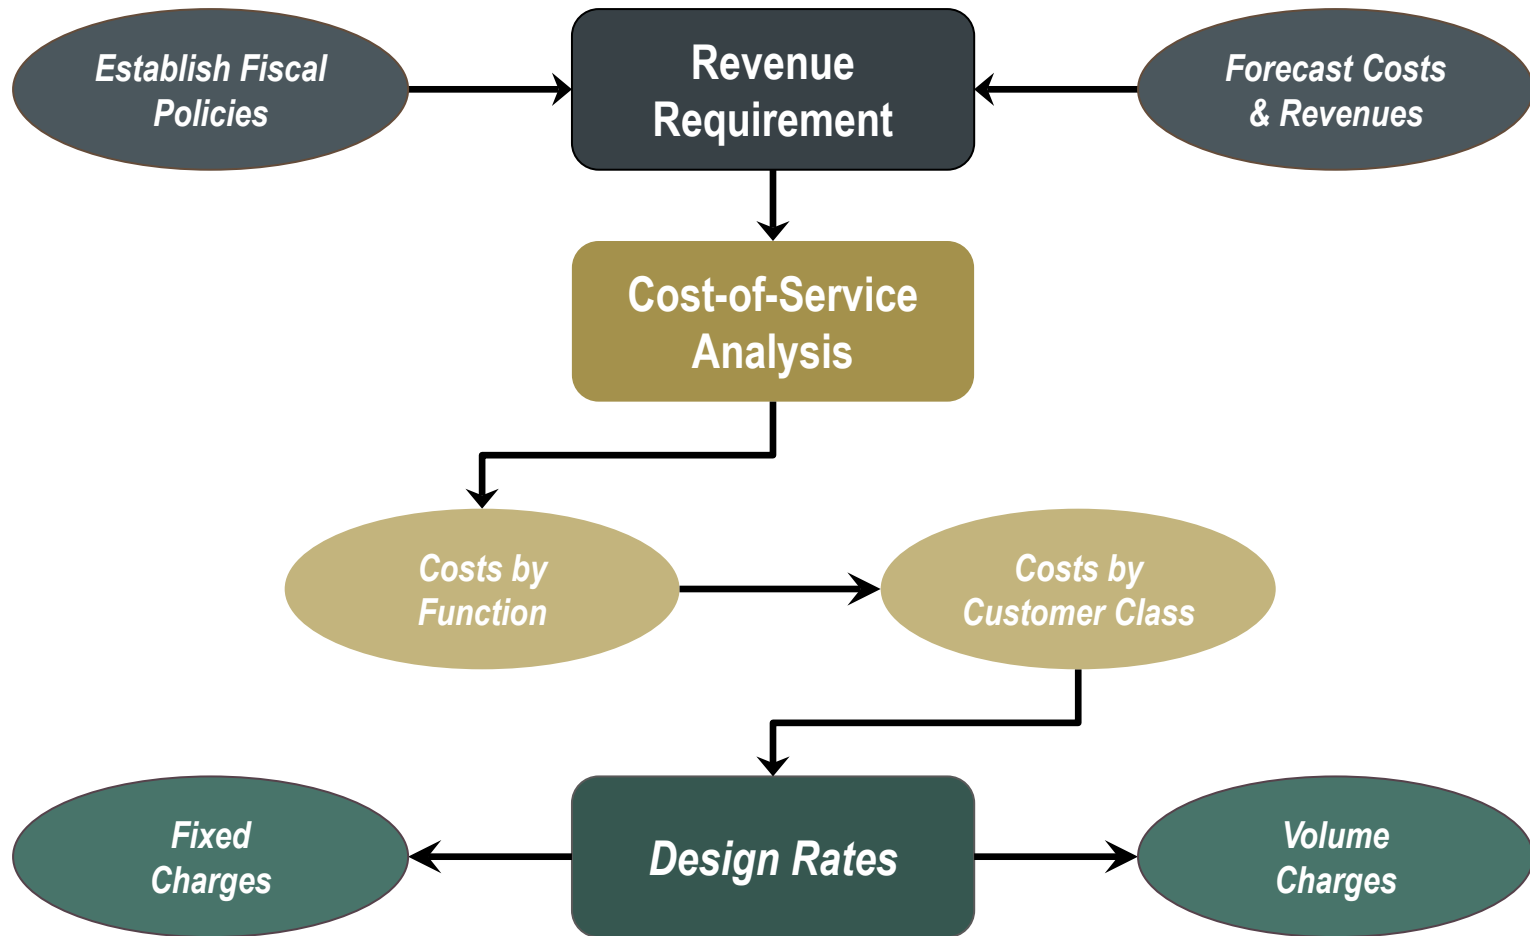 Establish Fiscal
Policies
Revenue
Requirement
Forecast Costs
& Revenues
Cost-of-Service
Analysis
Costs by
Function
Costs by
Customer Class
Fixed
Charges
Design Rates
Volume
Charges